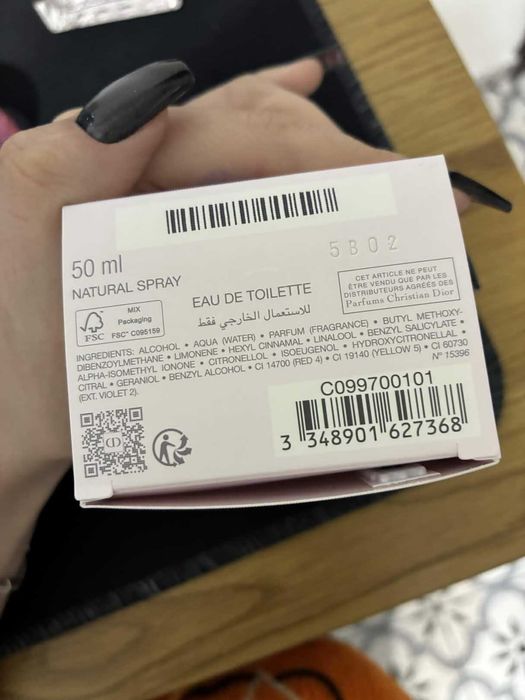 5B02
50 ml
NATURAL SPRAY
EAU DE TOILETTE
للاستعمال الخارجي فقط
CET ARTICLE NE PEUT
ÊTRE VENDU QUE PAR LES
DISTRIBUTEURS AGRÉÉS DES
Parfums Christian Dior
FSC
MIX
Packaging
FSC® C095159
INGREDIENTS: ALCOHOL • AQUA (WATER) • PARFUM (FRAGRANCE) • BUTYL METHOXY-
DIBENZOYLMETHANE • LIMONENE • HEXYL CINNAMAL • LINALOOL • BENZYL SALICYLATE •
ALPHA-ISOMETHYL IONONE • CITRONELLOL • ISOEUGENOL • HYDROXYCITRONELLAL •
CITRAL • GERANIOL • BENZYL ALCOHOL • CI 14700 (RED 4) • CI 19140 (YELLOW 5) • CI 60730
(EXT. VIOLET 2).
N° 15396
CD
C099700101
3 348901 627368